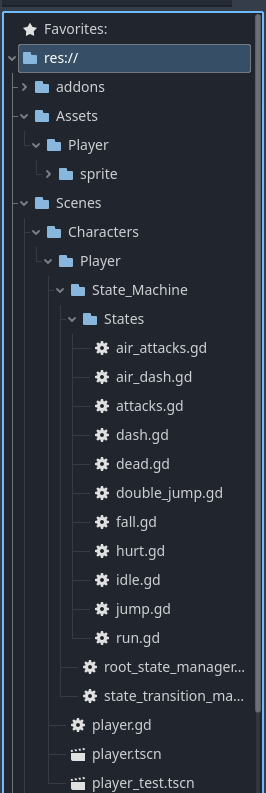 Favorites:
res://
addons
Assets
Player
sprite
Scenes
Characters
Player
State_Machine
States
air_attacks.gd
air_dash.gd
attacks.gd
dash.gd
dead.gd
double_jump.gd
fall.gd
hurt.gd
idle.gd
jump.gd
run.gd
root_state_manager...
state_transition_ma...
player.gd
player.tscn
player_test.tscn